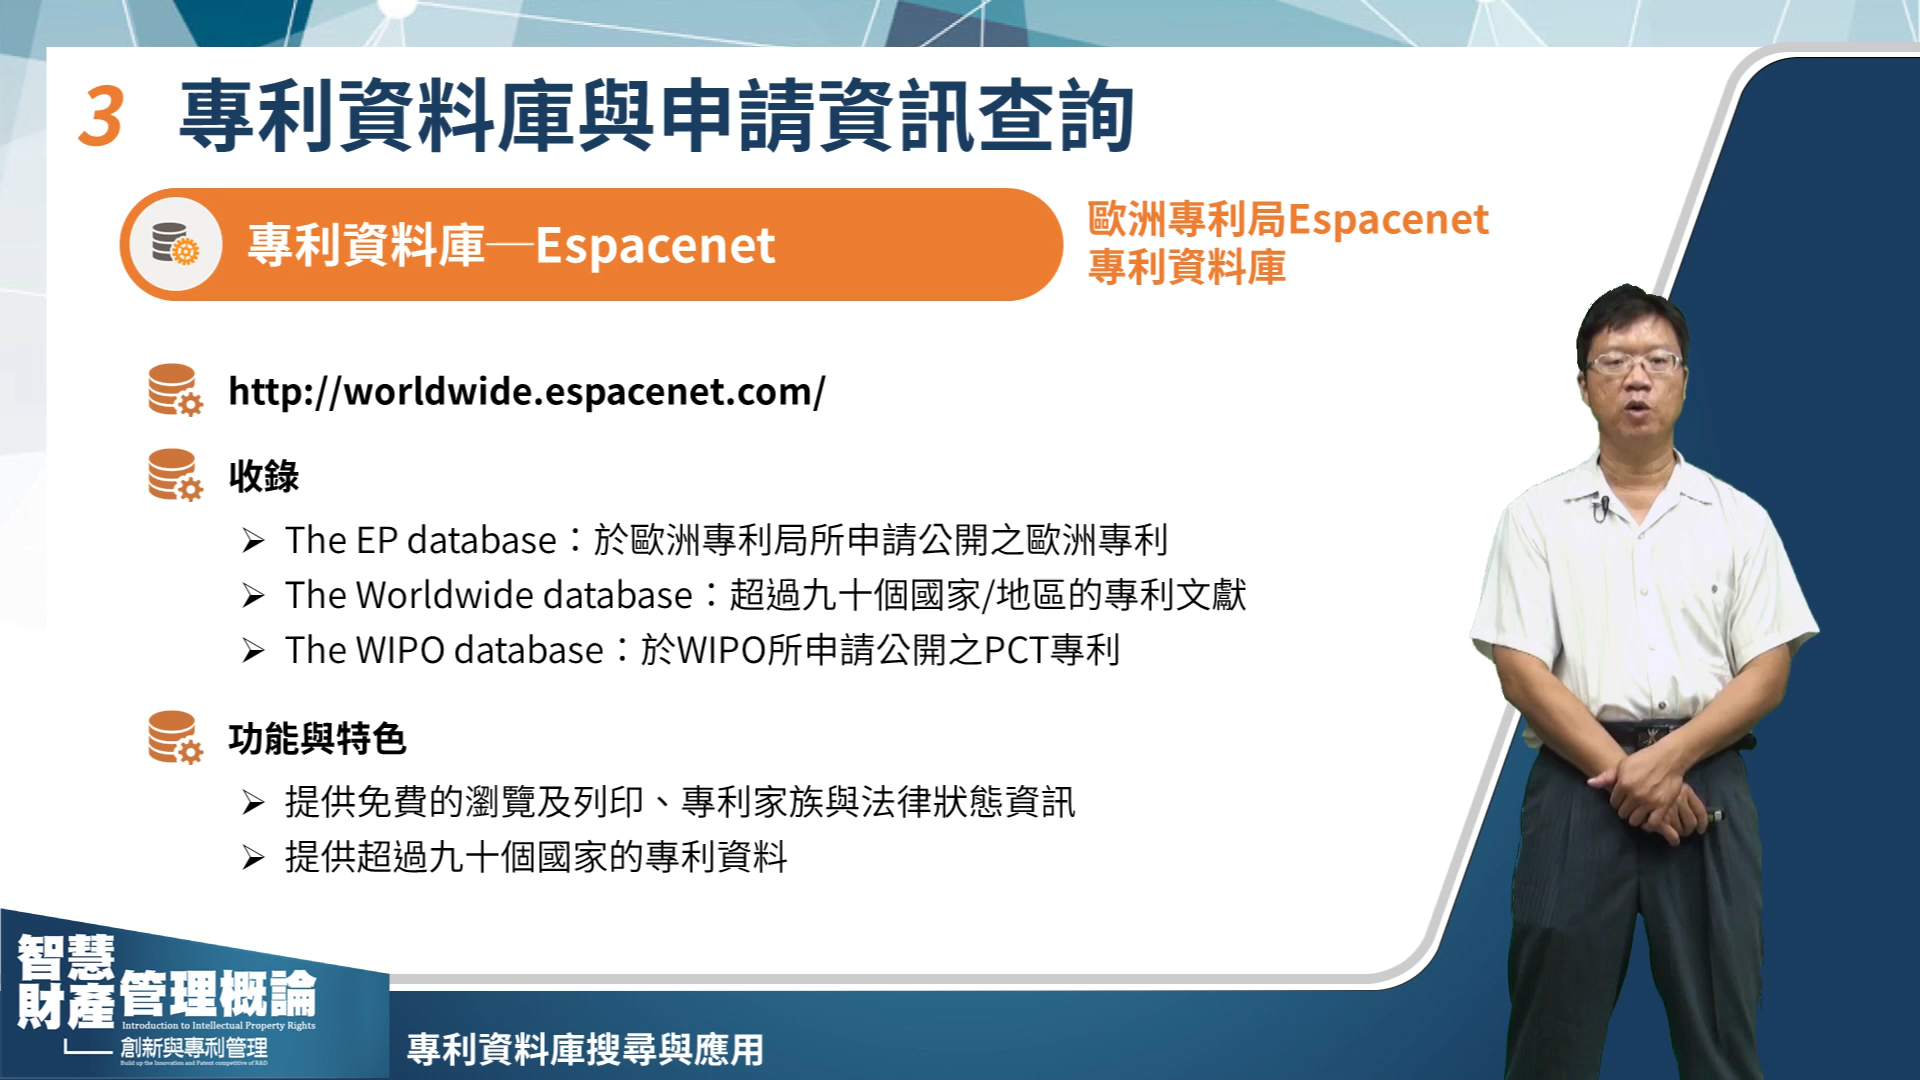 3 專利資料庫與申請資訊查詢
專利資料庫─Espacenet
歐洲專利局Espacenet
專利資料庫
http://worldwide.espacenet.com/
收錄
➢ The EP database：於歐洲專利局所申請公開之歐洲專利
➢ The Worldwide database：超過九十個國家/地區的專利文獻
➢ The WIPO database：於WIPO所申請公開之PCT專利
功能與特色
➢ 提供免費的瀏覽及列印、專利家族與法律狀態資訊
➢ 提供超過九十個國家的專利資料
智慧
財產管理概論
Introduction to Intellectual Property Rights
創新與專利管理
Build up the Innovation and Patent competitive of R&D
專利資料庫搜尋與應用